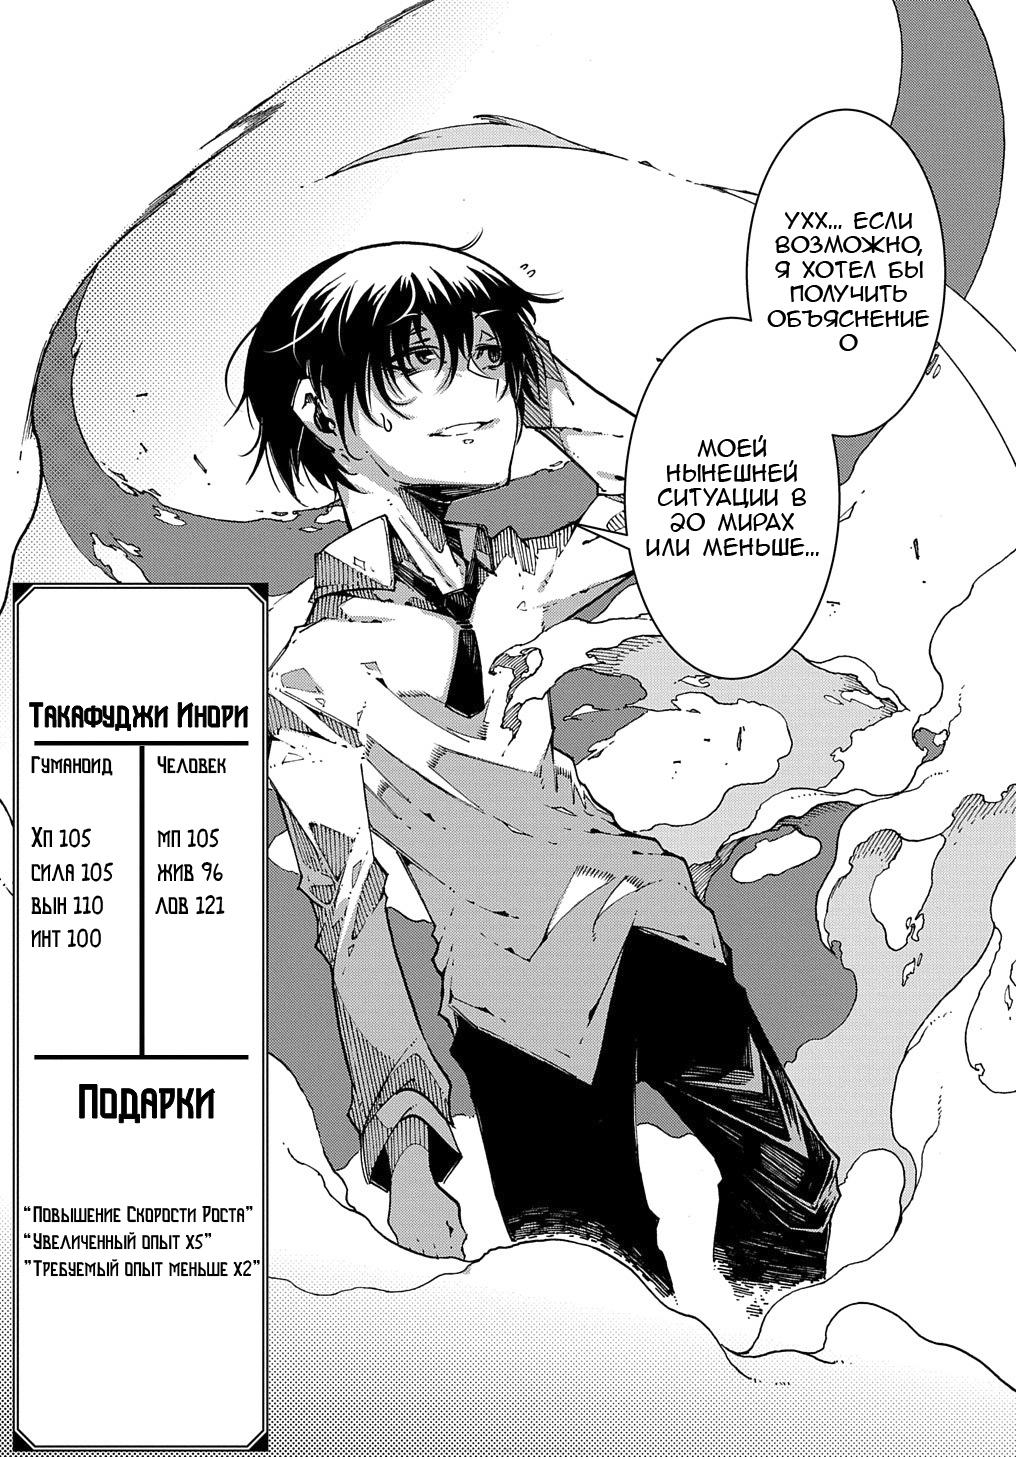 УХХ... ЕСЛИ
ВОЗМОЖНО,
Я ХОТЕЛ БЫ
ПОЛУЧИТЬ
ОБЪЯСНЕНИЕ
О
МОЕЙ
НЫНЕШНЕЙ
СИТУАЦИИ В
20 МИРАХ
ИЛИ МЕНЬШЕ...
ТАКАФУДЖИ ИНОРИ
ГУМАНОИД ЧЕЛОВЕК
ХП 105 МП 105
СИЛА 105 ЖИВ 96
ВЫН 110 ЛОВ 121
ИНТ 100
ПОДАРКИ
“ПОВЫШЕНИЕ СКОРОСТИ РОСТА”
“УВЕЛИЧЕННЫЙ ОПЫТ X5”
”ТРЕБУЕМЫЙ ОПЫТ МЕНЬШЕ X2”